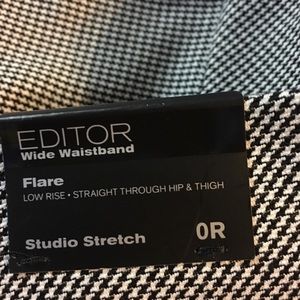 EDITOR
Wide Waistband
Flare
LOW RISE • STRAIGHT THROUGH HIP & THIGH
Studio Stretch 0R